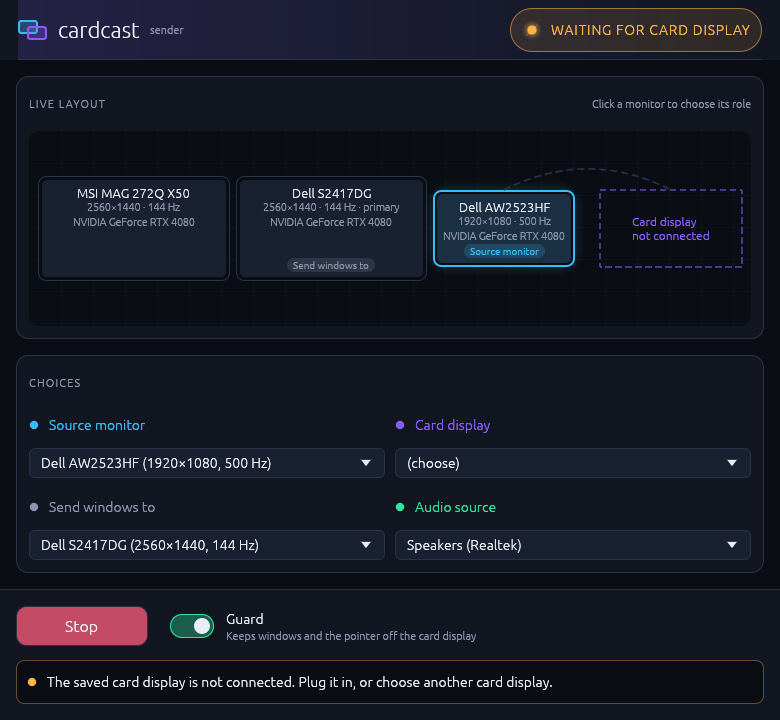 cardcast sender
WAITING FOR CARD DISPLAY
LIVE LAYOUT
Click a monitor to choose its role
MSI MAG 272Q X50
2560×1440 · 144 Hz
NVIDIA GeForce RTX 4080
Dell S2417DG
2560×1440 · 144 Hz · primary
NVIDIA GeForce RTX 4080
Send windows to
Dell AW2523HF
1920×1080 · 500 Hz
NVIDIA GeForce RTX 4080
Source monitor
Card display
not connected
CHOICES
Source monitor
Dell AW2523HF (1920×1080, 500 Hz)
Card display
(choose)
Send windows to
Dell S2417DG (2560×1440, 144 Hz)
Audio source
Speakers (Realtek)
Stop
Guard
Keeps windows and the pointer off the card display
The saved card display is not connected. Plug it in, or choose another card display.